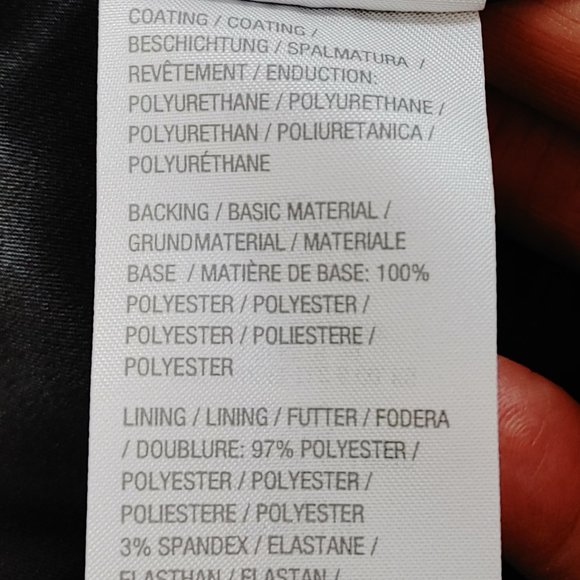 COATING / COATING /
BESCHICHTUNG / SPALMATURA /
REVÊTEMENT / ENDUCTION:
POLYURETHANE / POLYURETHANE /
POLYURETHAN / POLIURETANICA /
POLYURÉTHANE
BACKING / BASIC MATERIAL /
GRUNDMATERIAL / MATERIALE
BASE / MATIÈRE DE BASE: 100%
POLYESTER / POLYESTER /
POLYESTER / POLIESTERE /
POLYESTER
LINING / LINING / FUTTER / FODERA
/ DOUBLURE: 97% POLYESTER /
POLYESTER / POLYESTER /
POLIESTERE / POLYESTER
3% SPANDEX / ELASTANE /
ELASTHAN / ELASTAN /